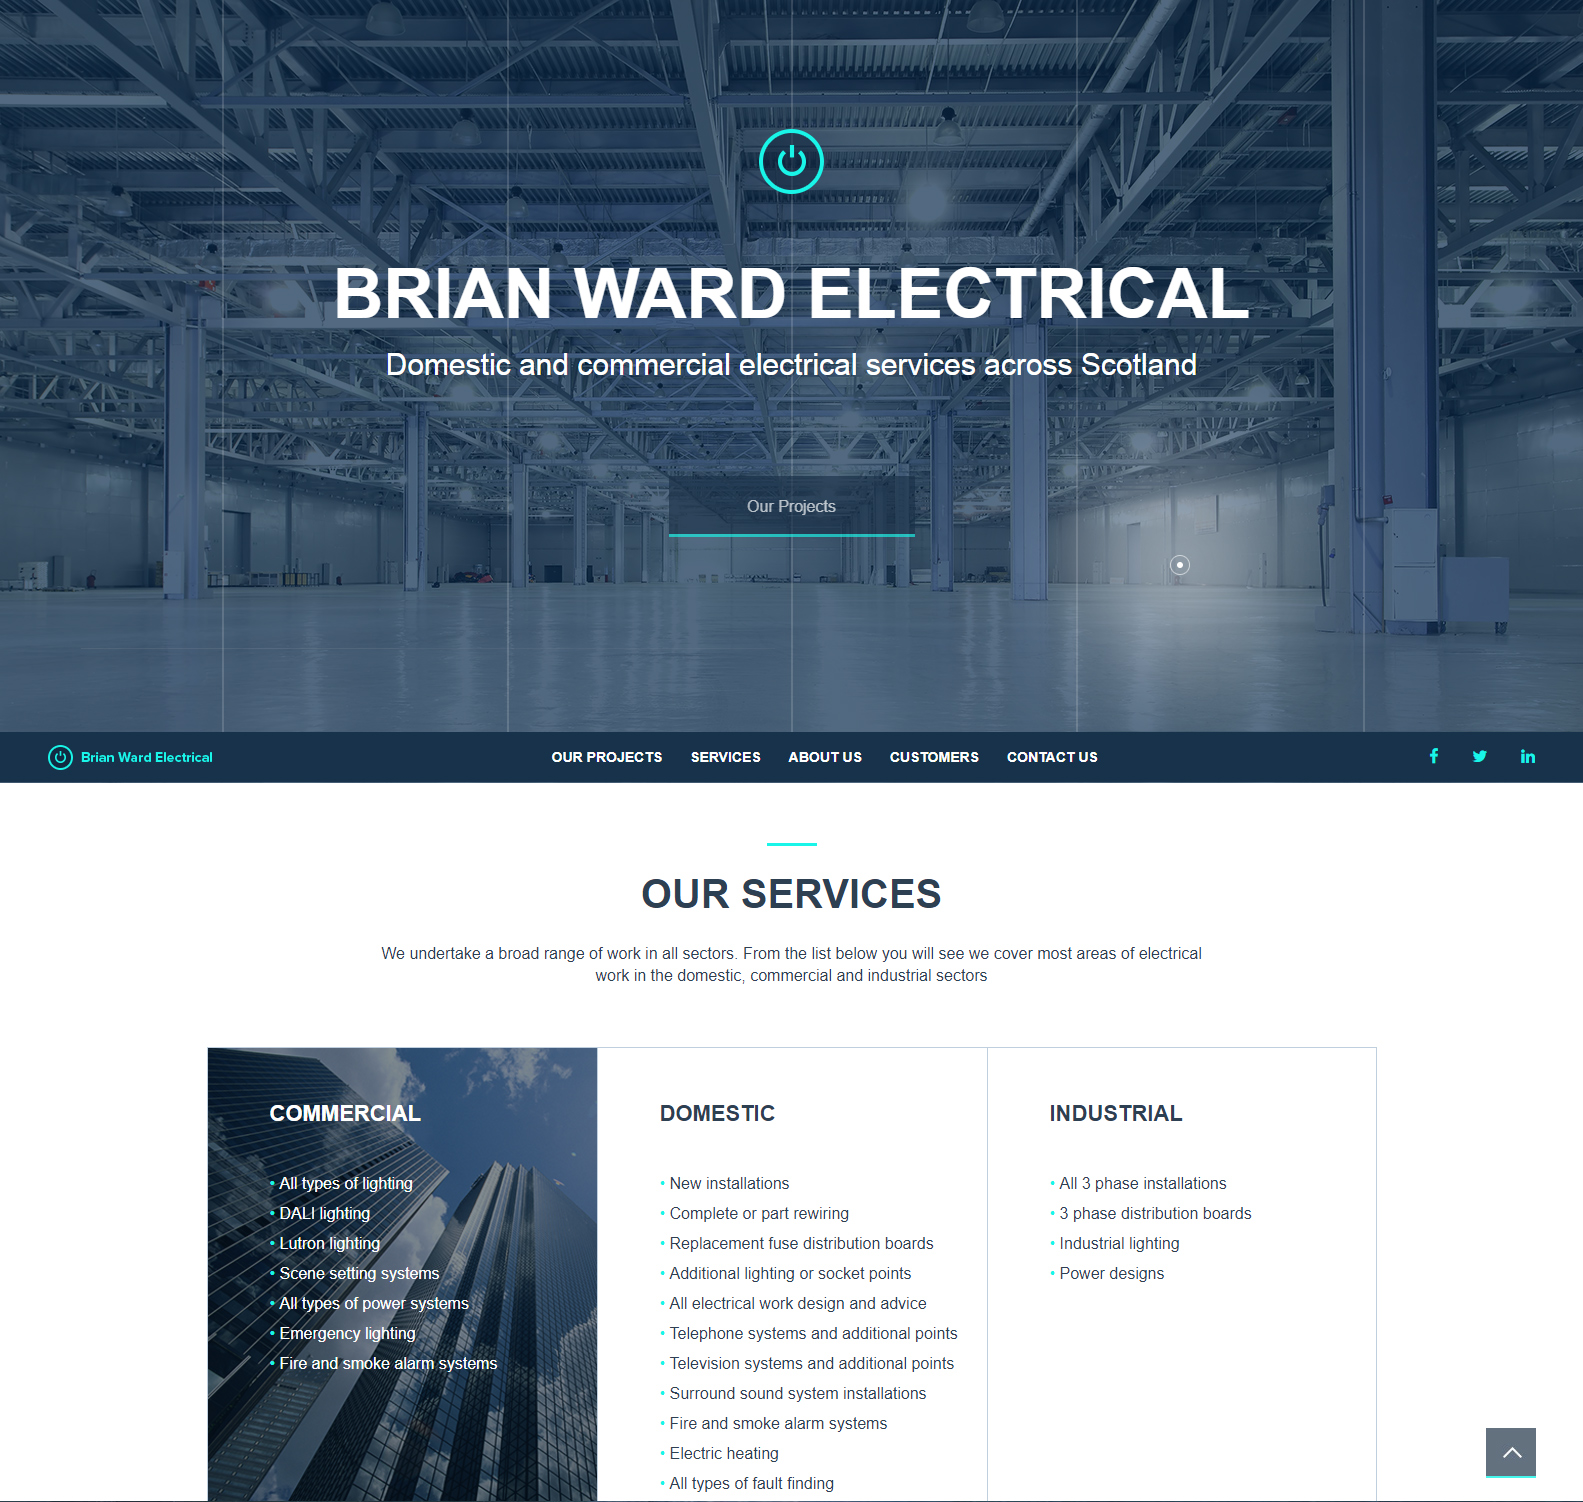 BRIAN WARD ELECTRICAL
Domestic and commercial electrical services across Scotland
Our Projects
Brian Ward Electrical
OUR PROJECTS
SERVICES
ABOUT US
CUSTOMERS
CONTACT US
OUR SERVICES
We undertake a broad range of work in all sectors. From the list below you will see we cover most areas of electrical
work in the domestic, commercial and industrial sectors
COMMERCIAL
• All types of lighting
• DALI lighting
• Lutron lighting
• Scene setting systems
• All types of power systems
• Emergency lighting
• Fire and smoke alarm systems
DOMESTIC
• New installations
• Complete or part rewiring
• Replacement fuse distribution boards
• Additional lighting or socket points
• All electrical work design and advice
• Telephone systems and additional points
• Television systems and additional points
• Surround sound system installations
• Fire and smoke alarm systems
• Electric heating
• All types of fault finding
INDUSTRIAL
• All 3 phase installations
• 3 phase distribution boards
• Industrial lighting
• Power designs